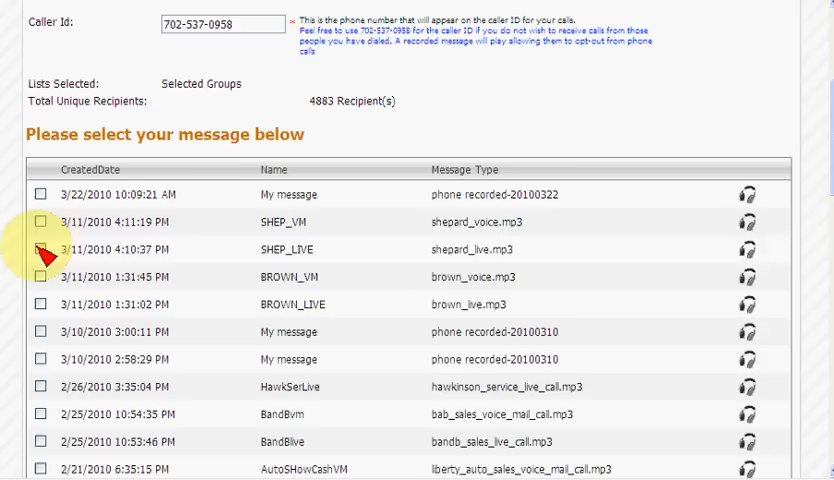 Caller Id: 702-537-0958 * This is the phone number that will appear on the caller ID for your calls.
Feel free to use 702-537-0958 for the caller ID if you do not wish to receive calls from those
people you have dialed. A recorded message will play allowing them to opt-out from phone
calls
Lists Selected: Selected Groups
Total Unique Recipients: 4883 Recipient(s)
Please select your message below
CreatedDate Name Message Type
3/22/2010 10:09:21 AM My message phone recorded-20100322
3/11/2010 4:11:19 PM SHEP_VM shepard_voice.mp3
3/11/2010 4:10:37 PM SHEP_LIVE shepard_live.mp3
3/11/2010 1:31:45 PM BROWN_VM brown_voice.mp3
3/11/2010 1:31:02 PM BROWN_LIVE brown_live.mp3
3/10/2010 3:00:11 PM My message phone recorded-20100310
3/10/2010 2:58:29 PM My message phone recorded-20100310
2/26/2010 3:35:04 PM HawkSerLive hawkinson_service_live_call.mp3
2/25/2010 10:54:35 PM BandBvm bab_sales_voice_mail_call.mp3
2/25/2010 10:53:46 PM BandBlive bandb_sales_live_call.mp3
2/21/2010 6:35:15 PM AutoSHowCashVM liberty_auto_sales_voice_mail_call.mp3